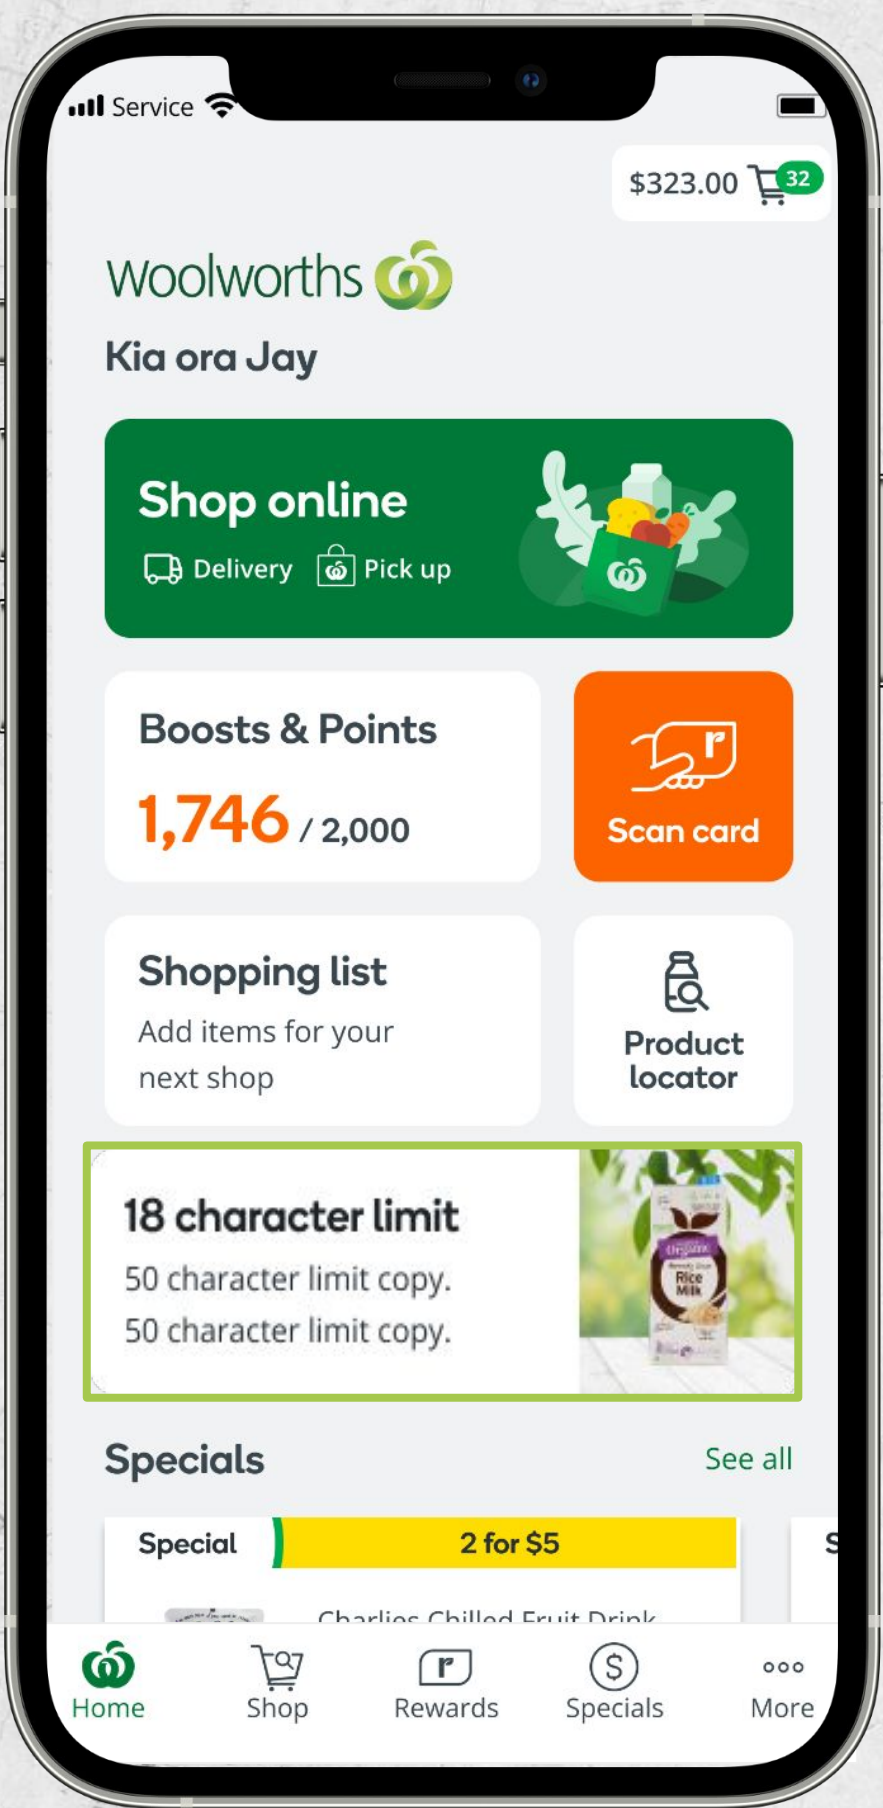 Service
$323.00 32
Woolworths
Kia ora Jay
Shop online
Delivery Pick up
Boosts & Points
1,746 / 2,000
Scan card
Shopping list
Add items for your
next shop
Product
locator
18 character limit
50 character limit copy.
50 character limit copy.
Organic
Rice
Milk
Specials See all
Special 2 for $5
Charlies Chilled Fruit Drink
Home Shop Rewards Specials More